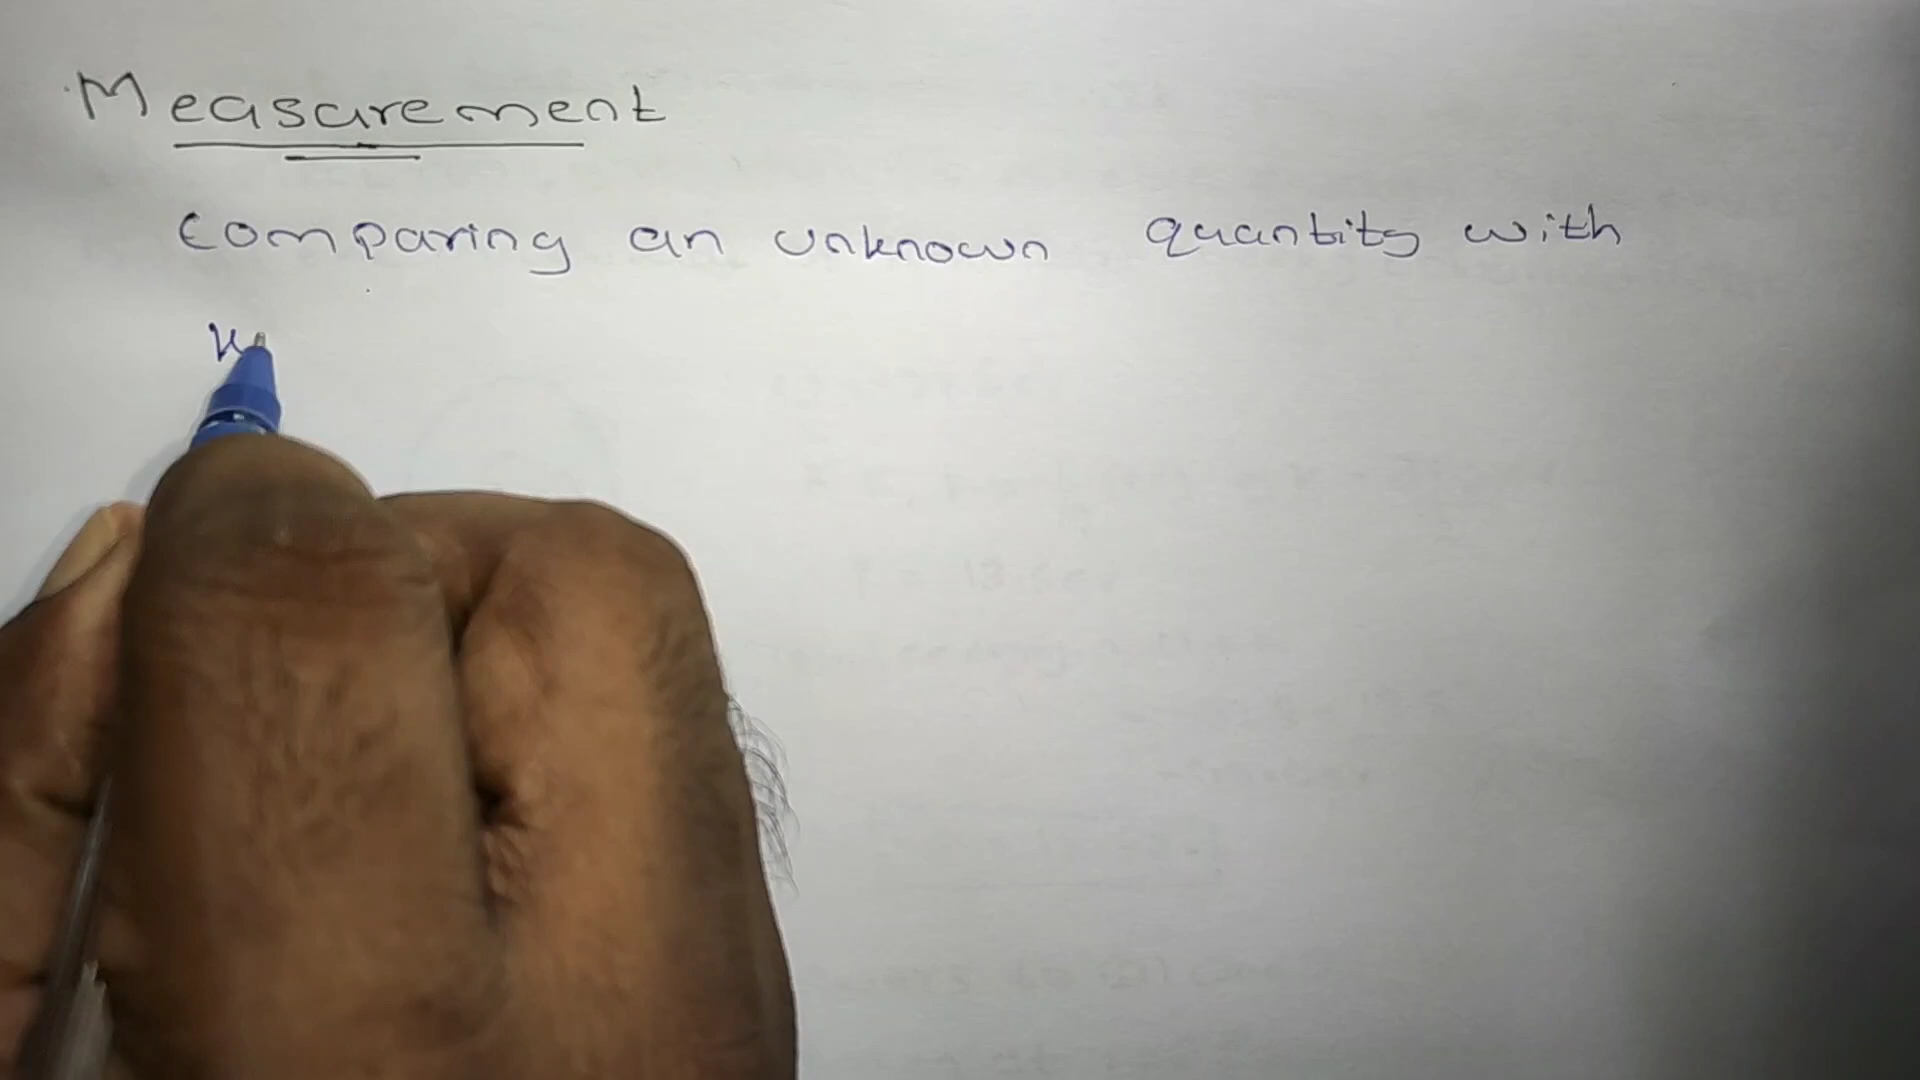 Measurement
Comparing an unknown quantity with
K